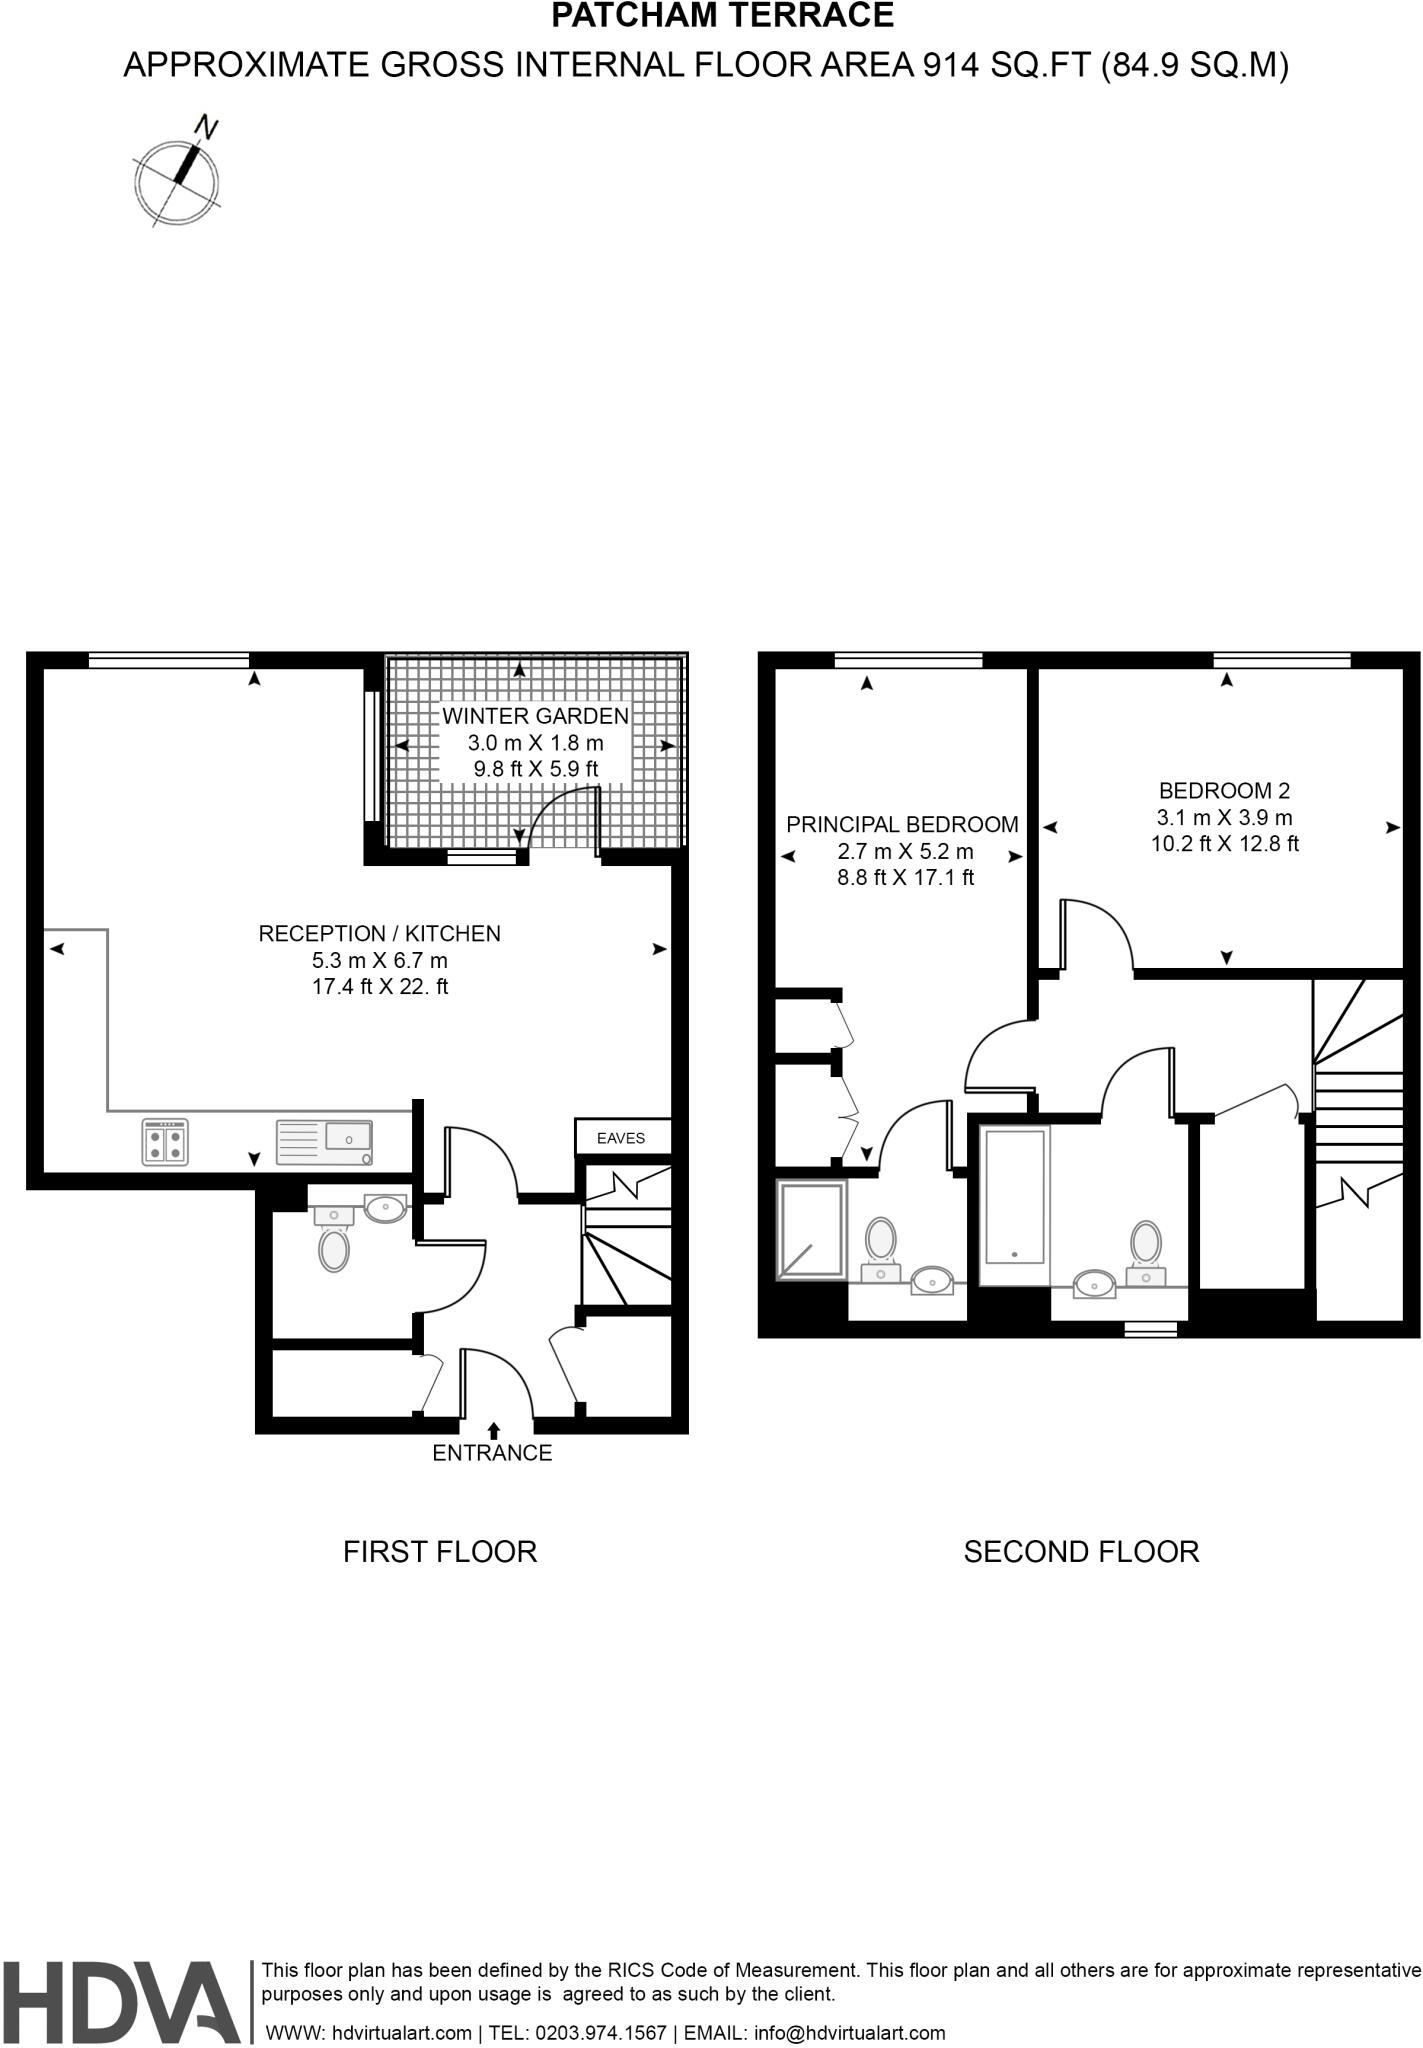 PATCHAM TERRACE
APPROXIMATE GROSS INTERNAL FLOOR AREA 914 SQ.FT (84.9 SQ.M)
N
WINTER GARDEN
3.0 m X 1.8 m
9.8 ft X 5.9 ft
RECEPTION / KITCHEN
5.3 m X 6.7 m
17.4 ft X 22. ft
EAVES
ENTRANCE
FIRST FLOOR
PRINCIPAL BEDROOM
2.7 m X 5.2 m
8.8 ft X 17.1 ft
BEDROOM 2
3.1 m X 3.9 m
10.2 ft X 12.8 ft
SECOND FLOOR
HDVA
This floor plan has been defined by the RICS Code of Measurement. This floor plan and all others are for approximate representative
purposes only and upon usage is  agreed to as such by the client.
WWW: hdvirtualart.com | TEL: 0203.974.1567 | EMAIL: info@hdvirtualart.com